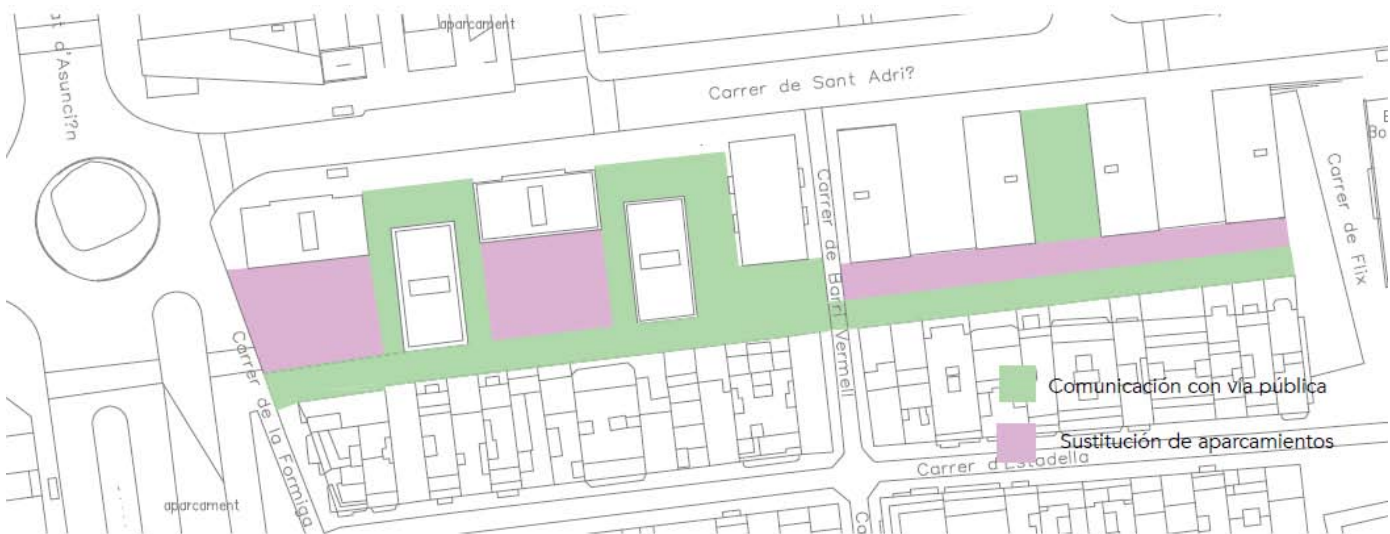 aparcament
d'Asunci?n
Carrer de Sant Adri?
Carrer de Barri Vermell
Carrer de Flix
Carrer de la Formiga
Comunicación con vía pública
Sustitución de aparcamientos
Carrer d'Estadella
aparcament